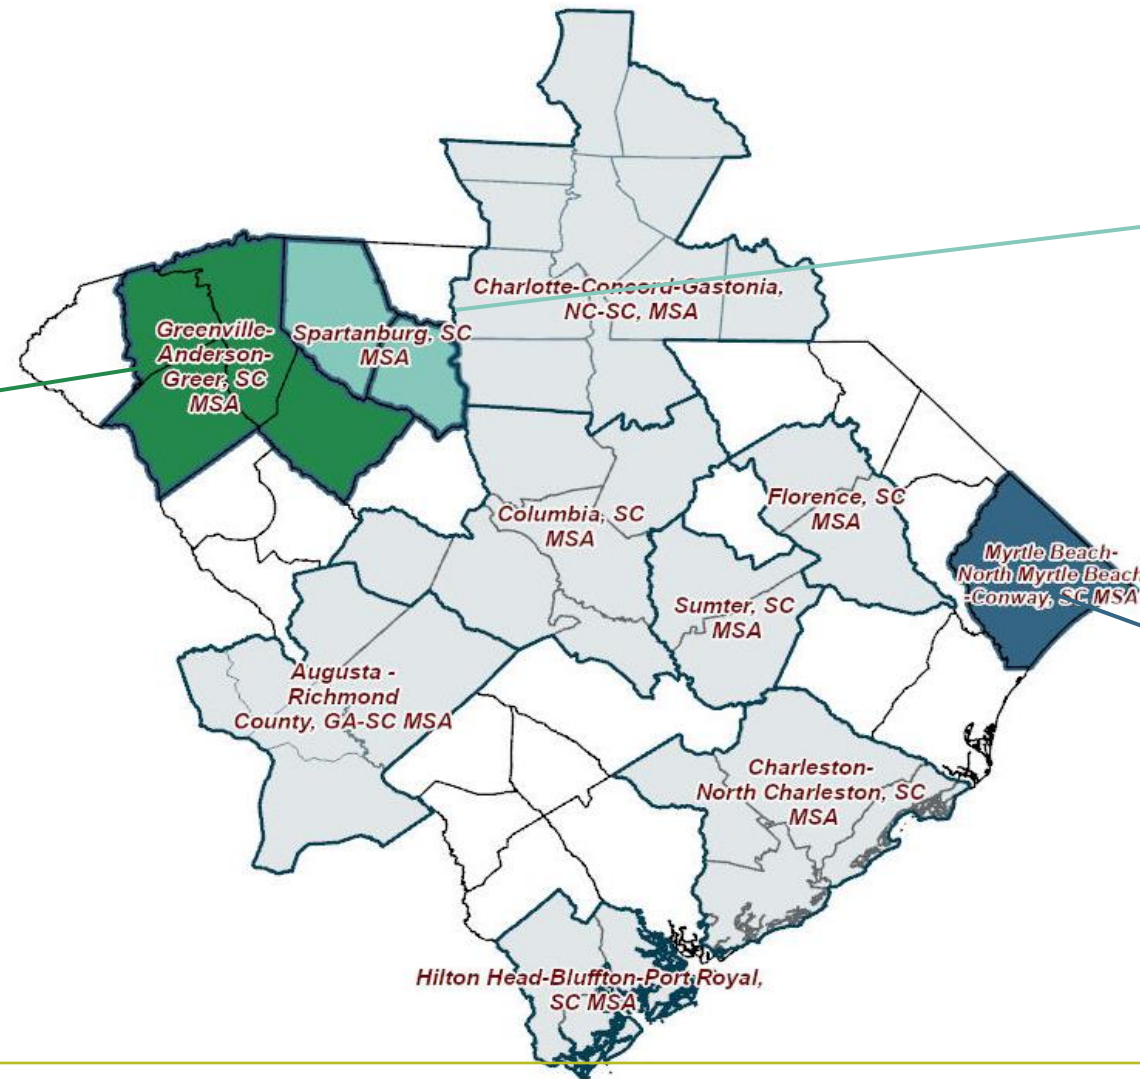 Charlotte-Concord-Gastonia,
NC-SC, MSA
Greenville-
Anderson-
Greer, SC
MSA
Spartanburg, SC
MSA
Columbia, SC
MSA
Florence, SC
MSA
Myrtle Beach-
North Myrtle Beach
-Conway, SC MSA
Sumter, SC
MSA
Augusta -
Richmond
County, GA-SC MSA
Charleston-
North Charleston, SC
MSA
Hilton Head-Bluffton-Port Royal,
SC MSA